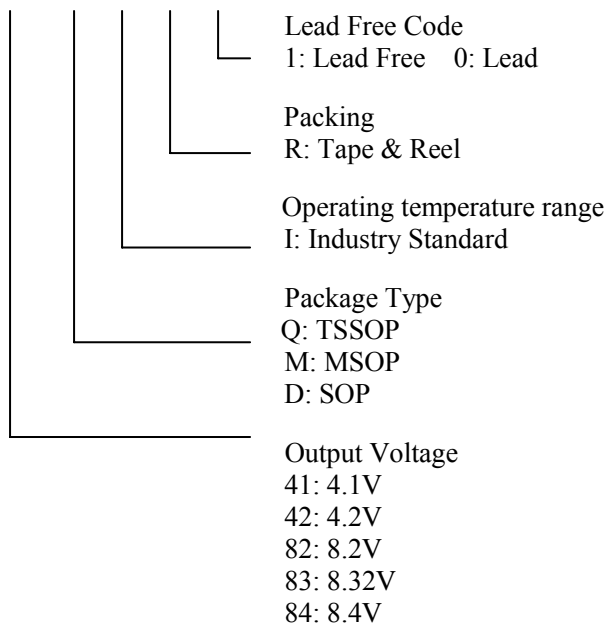 Lead Free Code
1: Lead Free 0: Lead
Packing
R: Tape & Reel
Operating temperature range
I: Industry Standard
Package Type
Q: TSSOP
M: MSOP
D: SOP
Output Voltage
41: 4.1V
42: 4.2V
82: 8.2V
83: 8.32V
84: 8.4V